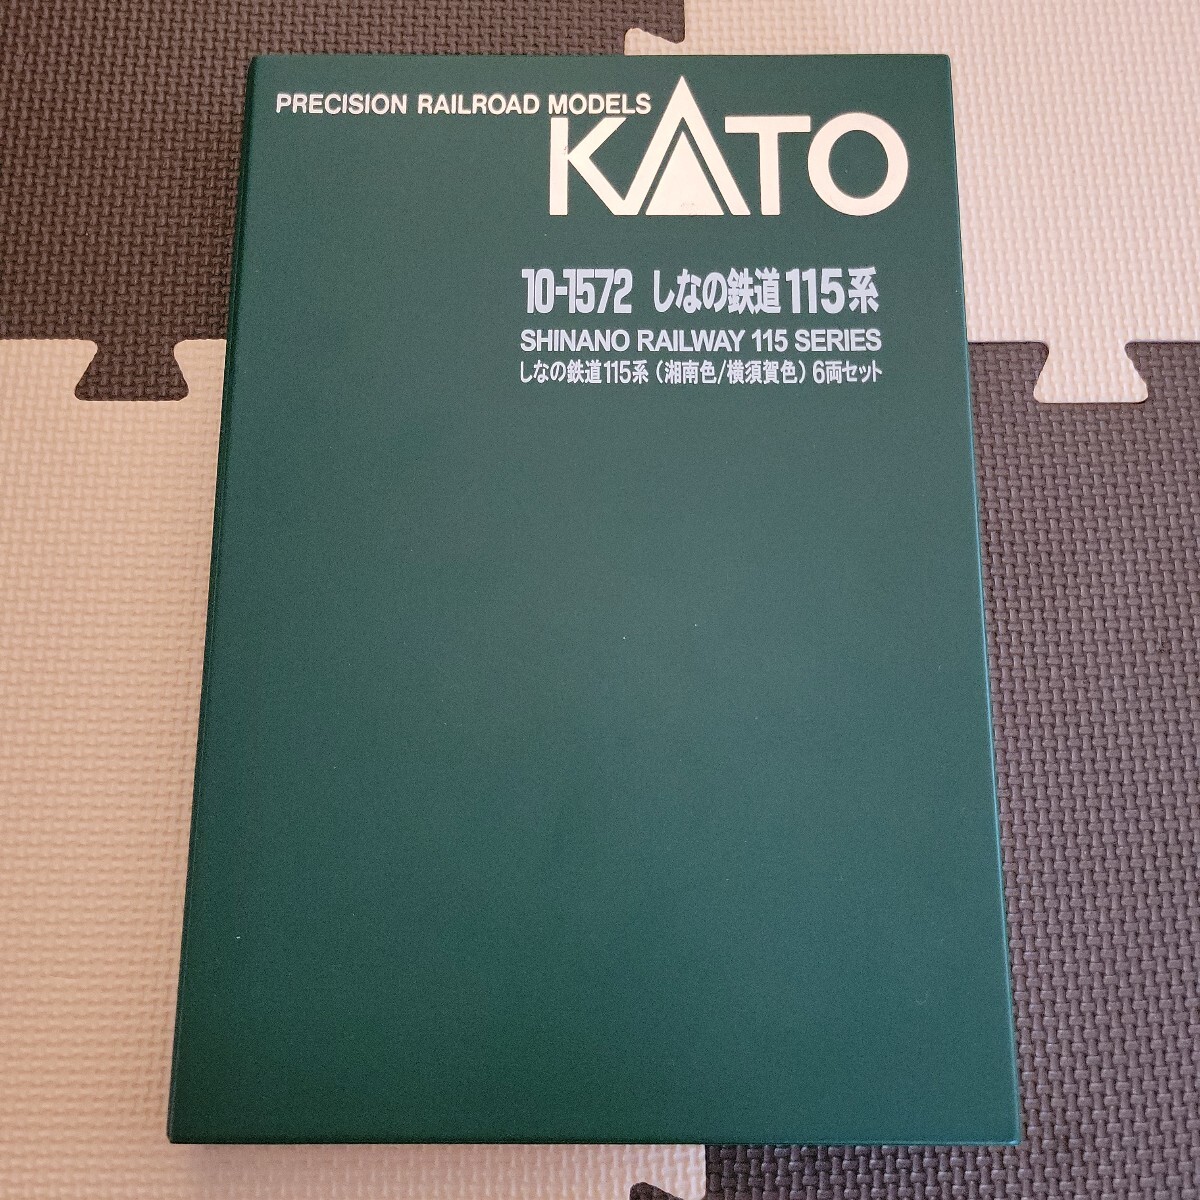 PRECISION RAILROAD MODELS
KATO
10-1572 しなの鉄道115系
SHINANO RAILWAY 115 SERIES
しなの鉄道115系（湘南色/横須賀色）6両セット